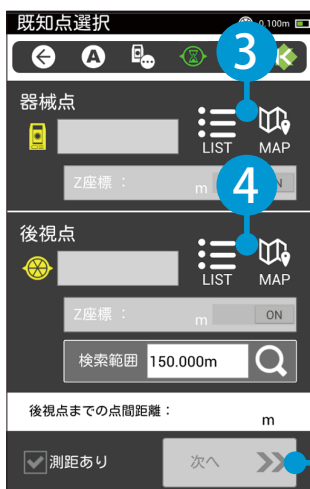 既知点選択
0.100m
A
3
器械点
LIST MAP
Z座標： m
4
後視点
LIST MAP
Z座標： m ON
検索範囲 150.000m
後視点までの点間距離：
m
測距あり 次へ